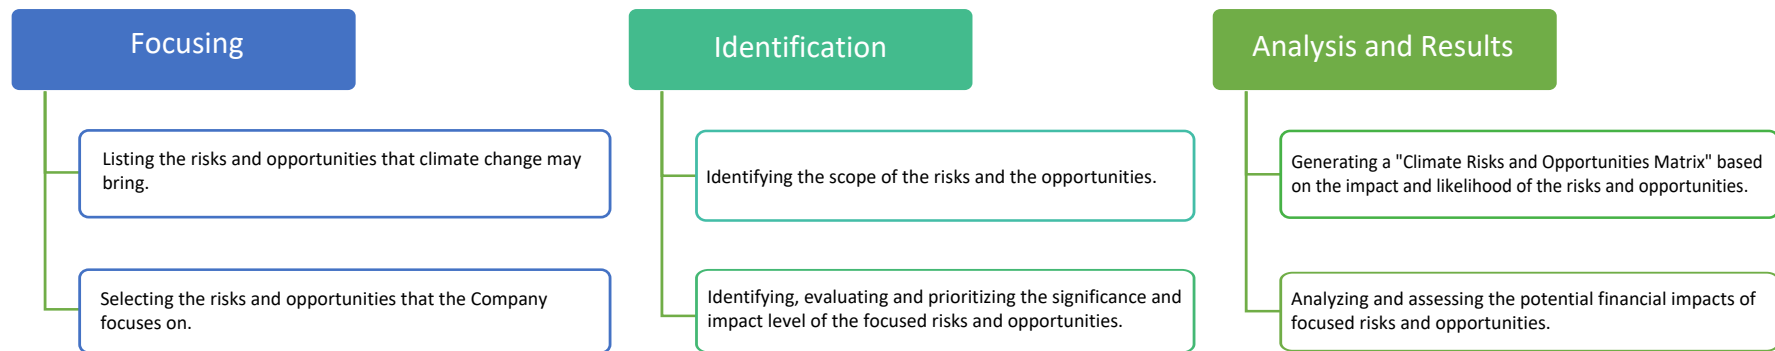 Focusing
Listing the risks and opportunities that climate change may
bring.
Selecting the risks and opportunities that the Company
focuses on.
Identification
Identifying the scope of the risks and the opportunities.
Identifying, evaluating and prioritizing the significance and
impact level of the focused risks and opportunities.
Analysis and Results
Generating a "Climate Risks and Opportunities Matrix" based
on the impact and likelihood of the risks and opportunities.
Analyzing and assessing the potential financial impacts of
focused risks and opportunities.